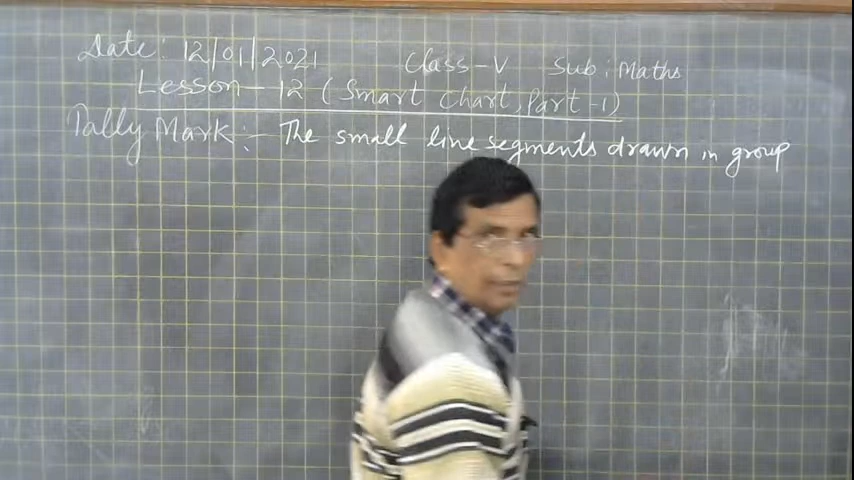 Date: 12/01/2021 Class-V Sub: Maths
Lesson-12 (Smart Chart, Part-1)
Tally Mark:- The small line segments drawn in group